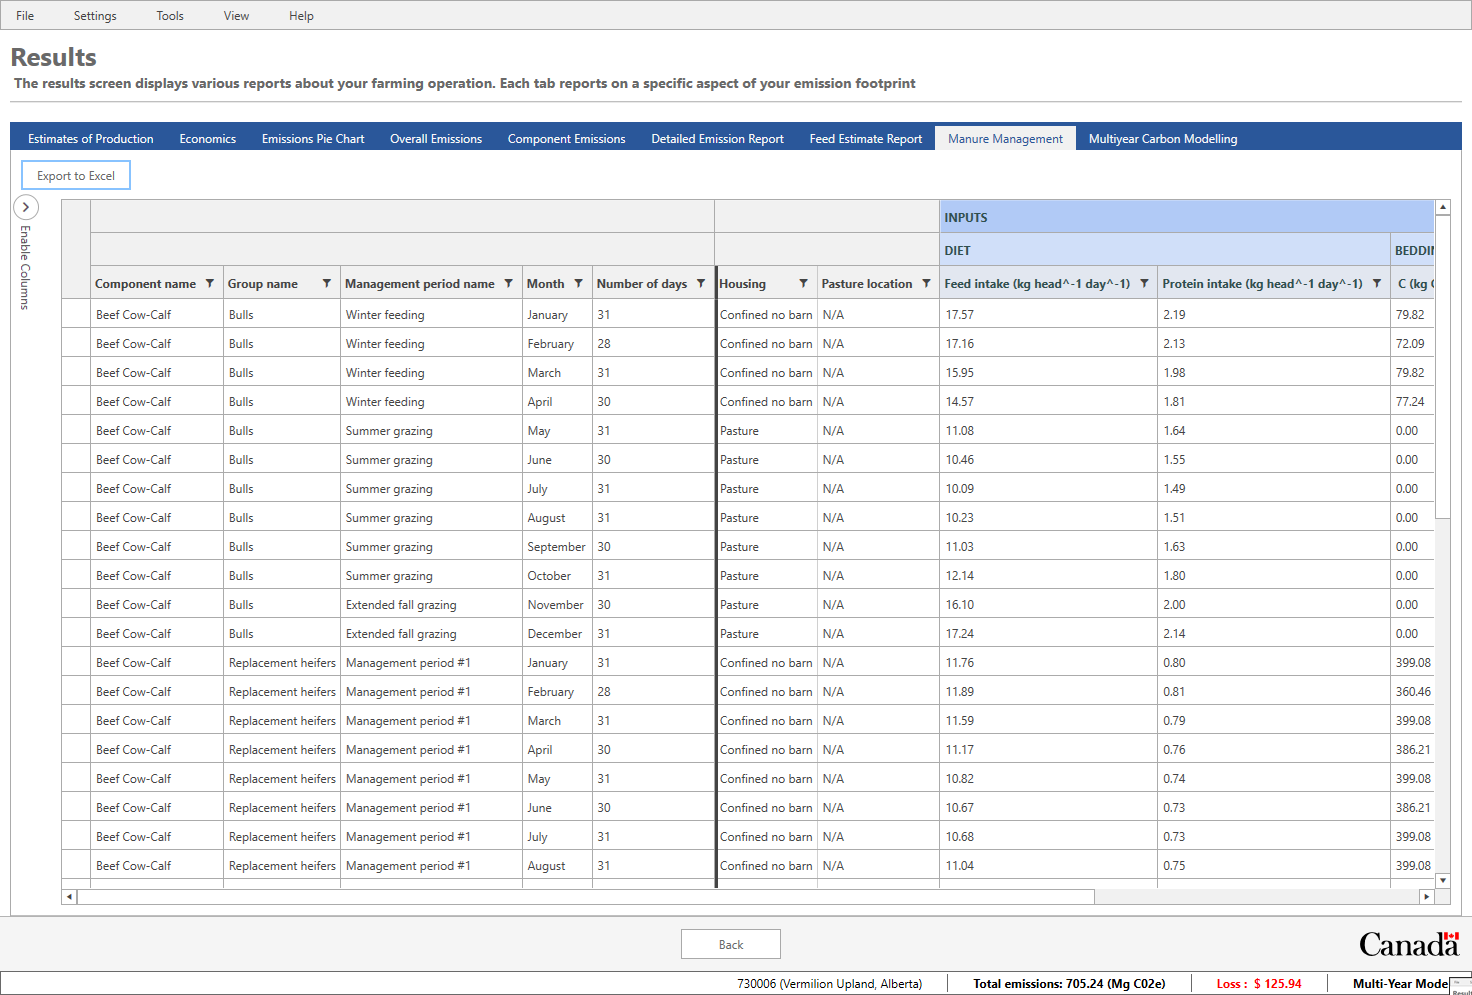 File Settings Tools View Help
Results
The results screen displays various reports about your farming operation. Each tab reports on a specific aspect of your emission footprint
Estimates of Production Economics Emissions Pie Chart Overall Emissions Component Emissions Detailed Emission Report Feed Estimate Report Manure Management Multiyear Carbon Modelling
Export to Excel
Enable Columns
INPUTS
DIET
Component name Group name Management period name Month Number of days Housing Pasture location Feed intake (kg head^-1 day^-1) Protein intake (kg head^-1 day^-1) C (kg
Beef Cow-Calf Bulls Winter feeding January 31 Confined no barn N/A 17.57 2.19 79.82
Beef Cow-Calf Bulls Winter feeding February 28 Confined no barn N/A 17.16 2.13 72.09
Beef Cow-Calf Bulls Winter feeding March 31 Confined no barn N/A 15.95 1.98 79.82
Beef Cow-Calf Bulls Winter feeding April 30 Confined no barn N/A 14.57 1.81 77.24
Beef Cow-Calf Bulls Summer grazing May 31 Pasture N/A 11.08 1.64 0.00
Beef Cow-Calf Bulls Summer grazing June 30 Pasture N/A 10.46 1.55 0.00
Beef Cow-Calf Bulls Summer grazing July 31 Pasture N/A 10.09 1.49 0.00
Beef Cow-Calf Bulls Summer grazing August 31 Pasture N/A 10.23 1.51 0.00
Beef Cow-Calf Bulls Summer grazing September 30 Pasture N/A 11.03 1.63 0.00
Beef Cow-Calf Bulls Summer grazing October 31 Pasture N/A 12.14 1.80 0.00
Beef Cow-Calf Bulls Extended fall grazing November 30 Pasture N/A 16.10 2.00 0.00
Beef Cow-Calf Bulls Extended fall grazing December 31 Pasture N/A 17.24 2.14 0.00
Beef Cow-Calf Replacement heifers Management period #1 January 31 Confined no barn N/A 11.76 0.80 399.08
Beef Cow-Calf Replacement heifers Management period #1 February 28 Confined no barn N/A 11.89 0.81 360.46
Beef Cow-Calf Replacement heifers Management period #1 March 31 Confined no barn N/A 11.59 0.79 399.08
Beef Cow-Calf Replacement heifers Management period #1 April 30 Confined no barn N/A 11.17 0.76 386.21
Beef Cow-Calf Replacement heifers Management period #1 May 31 Confined no barn N/A 10.82 0.74 399.08
Beef Cow-Calf Replacement heifers Management period #1 June 30 Confined no barn N/A 10.67 0.73 386.21
Beef Cow-Calf Replacement heifers Management period #1 July 31 Confined no barn N/A 10.68 0.73 399.08
Beef Cow-Calf Replacement heifers Management period #1 August 31 Confined no barn N/A 11.04 0.75 399.08
Back
Canada
730006 (Vermilion Upland, Alberta) Total emissions: 705.24 (Mg C02e) Loss : $ 125.94 Multi-Year Mode